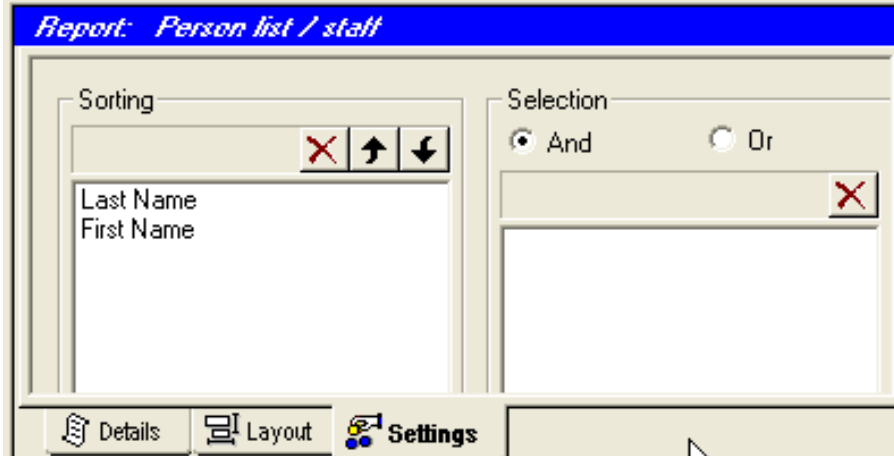 Report: Person list / staff
Sorting
Last Name
First Name
Selection
And Or
Details Layout Settings